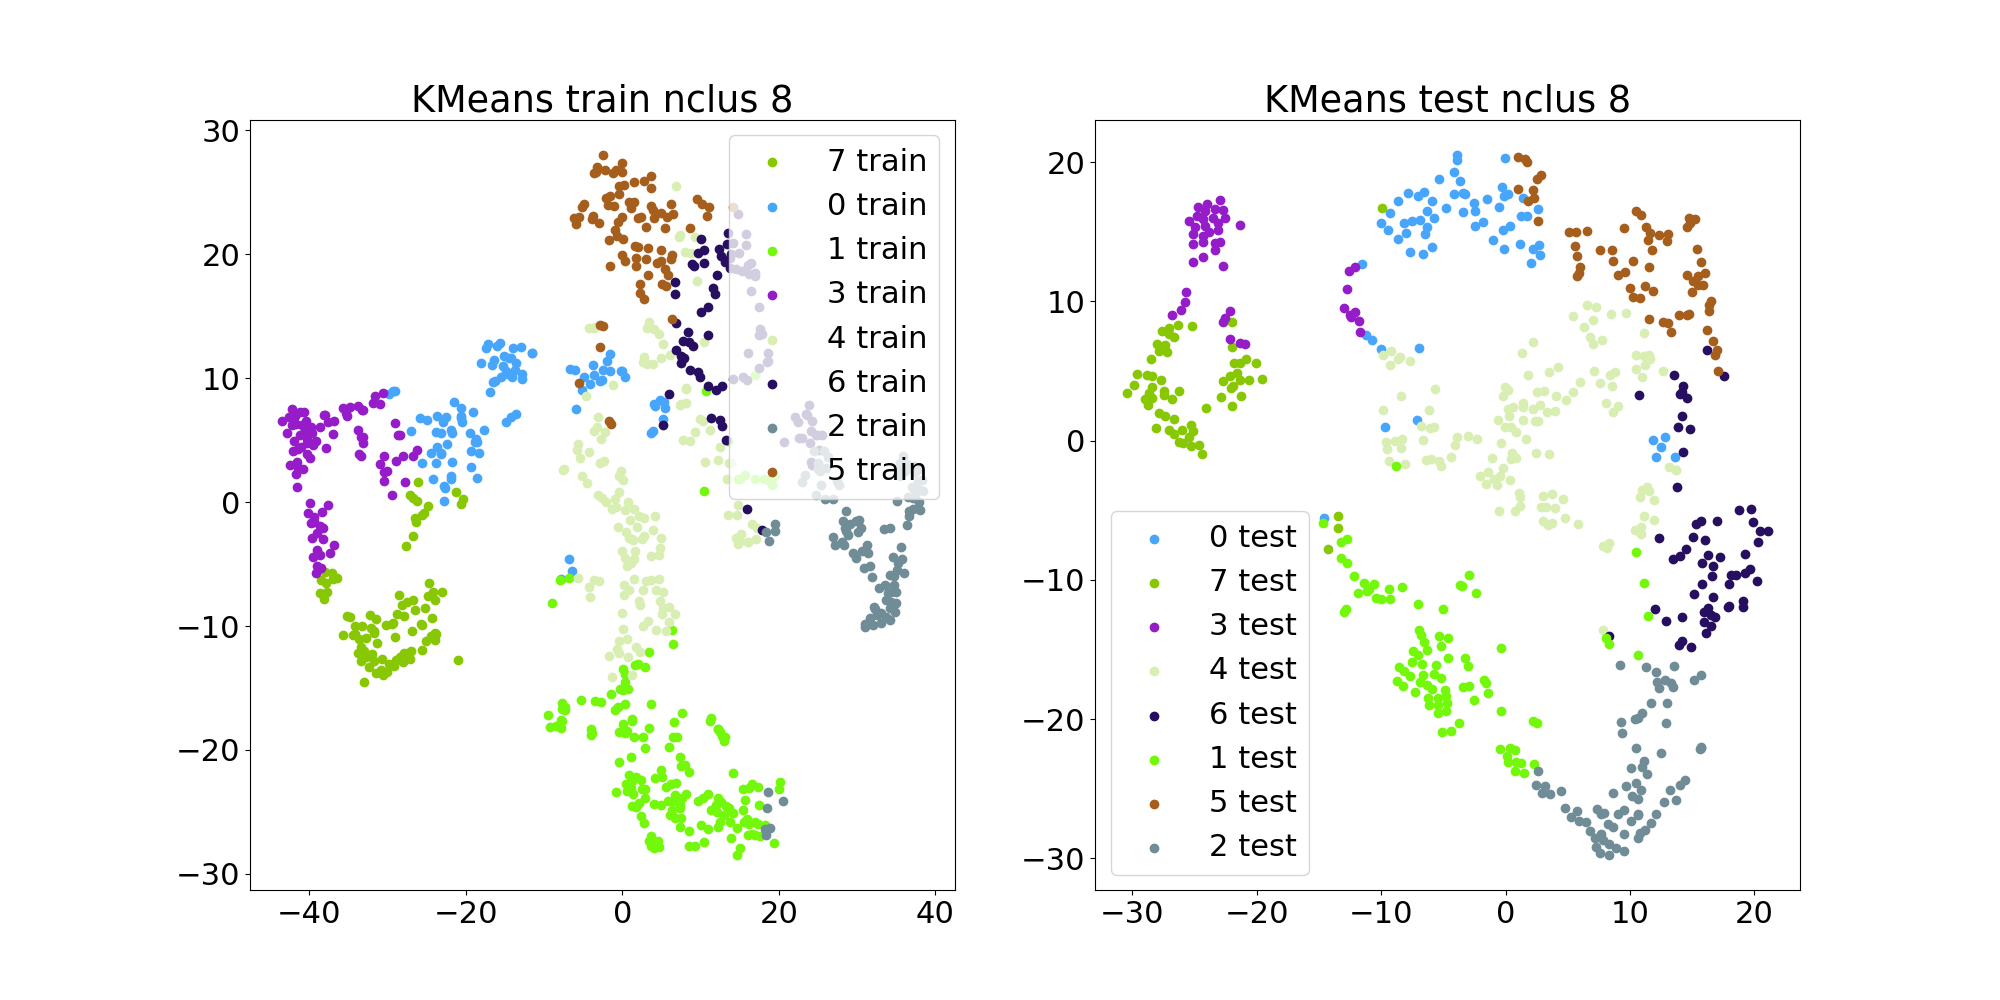 KMeans train nclus 8
30
20
10
0
−10
−20
−30
−40
−20
0
20
40
7 train
0 train
1 train
3 train
4 train
6 train
2 train
5 train
KMeans test nclus 8
20
10
0
−10
−20
−30
−30
−20
−10
0
10
20
0 test
7 test
3 test
4 test
6 test
1 test
5 test
2 test